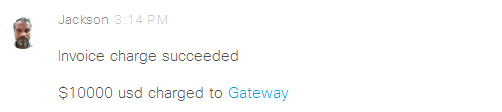 Jackson 3:14 PM
Invoice charge succeeded
$10000 usd charged to Gateway